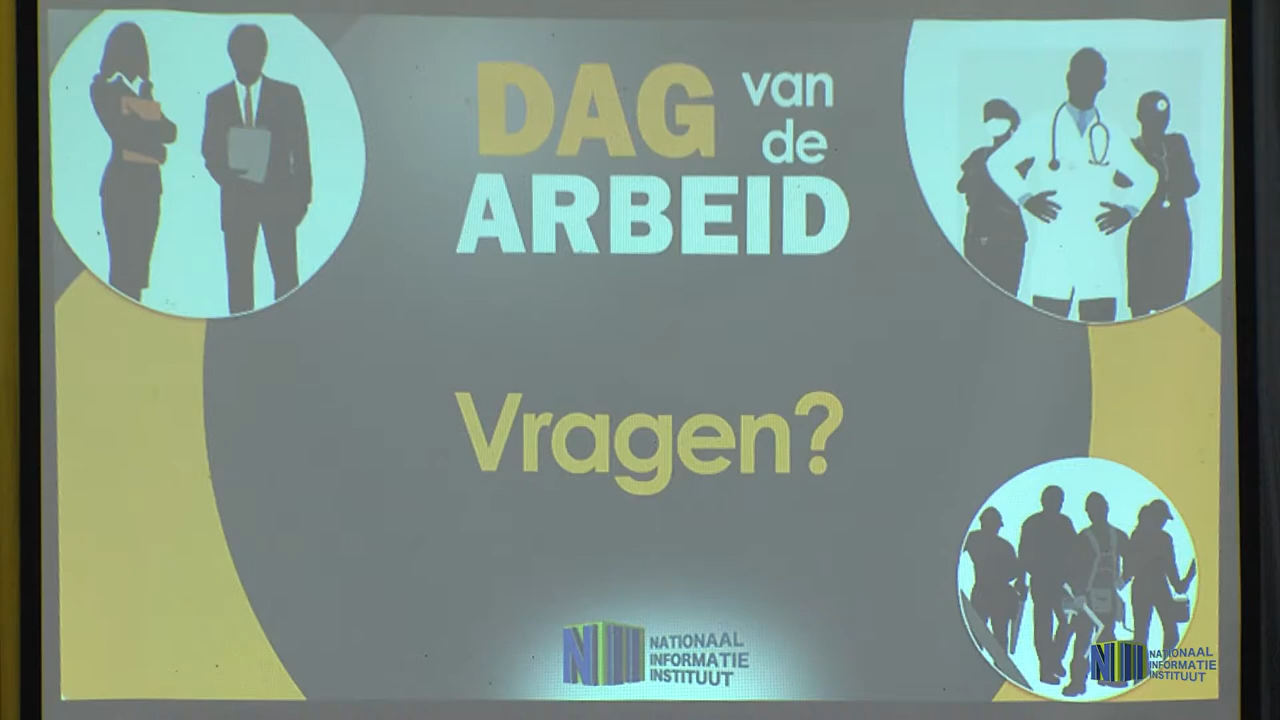 DAG van de
ARBEID
Vragen?
NATIONAAL
INFORMATIE
INSTITUUT
NATIONAAL
INFORMATIE
INSTITUUT